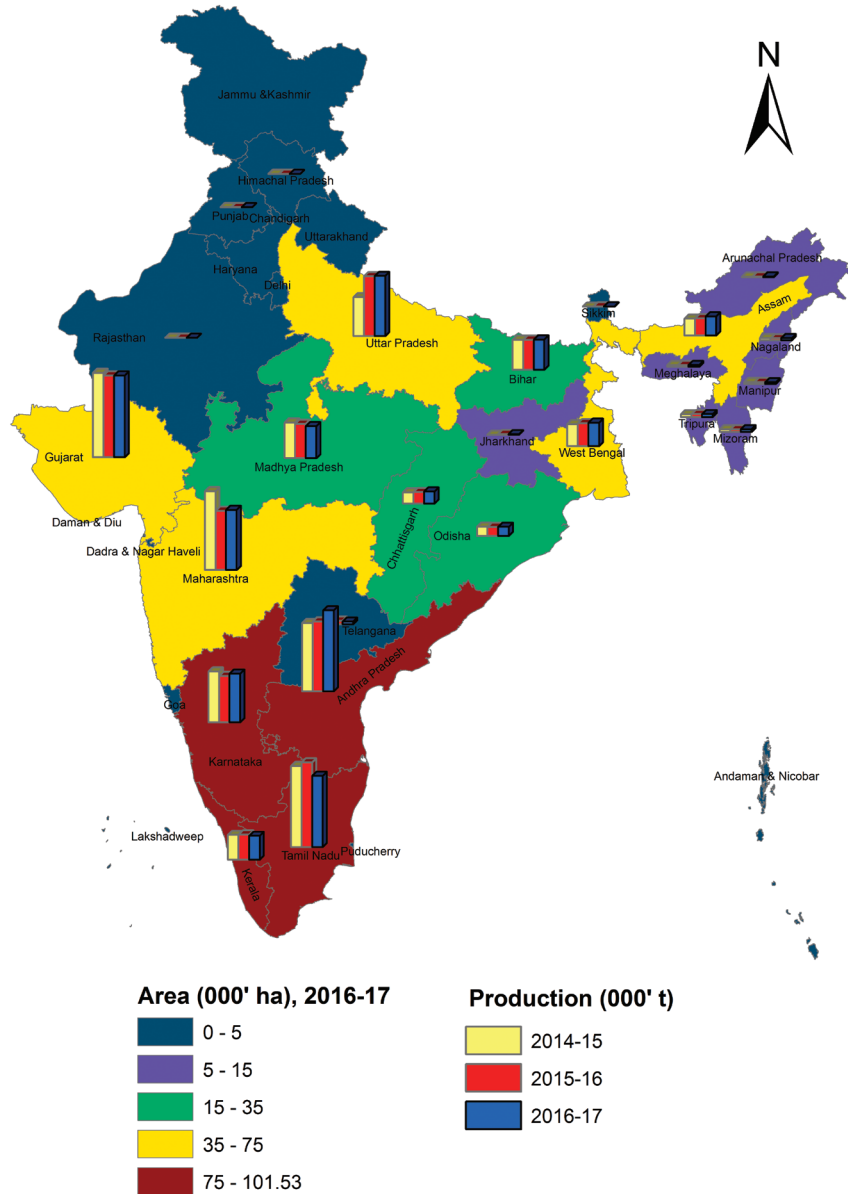 N
Jammu &Kashmir
Himachal Pradesh
Punjab
Chandigarh
Uttarakhand
Haryana
Delhi
Arunachal Pradesh
Rajasthan
Uttar Pradesh
Sikkim
Assam
Nagaland
Bihar
Meghalaya
Manipur
Tripura
Mizoram
Jharkhand
West Bengal
Gujarat
Madhya Pradesh
Daman & Diu
Chhattisgarh
Odisha
Dadra & Nagar Haveli
Maharashtra
Telangana
Andhra Pradesh
Goa
Karnataka
Andaman & Nicobar
Lakshadweep
Tamil Nadu
Puducherry
Kerala
Area (000' ha), 2016-17
0 - 5
5 - 15
15 - 35
35 - 75
75 - 101.53
Production (000' t)
2014-15
2015-16
2016-17